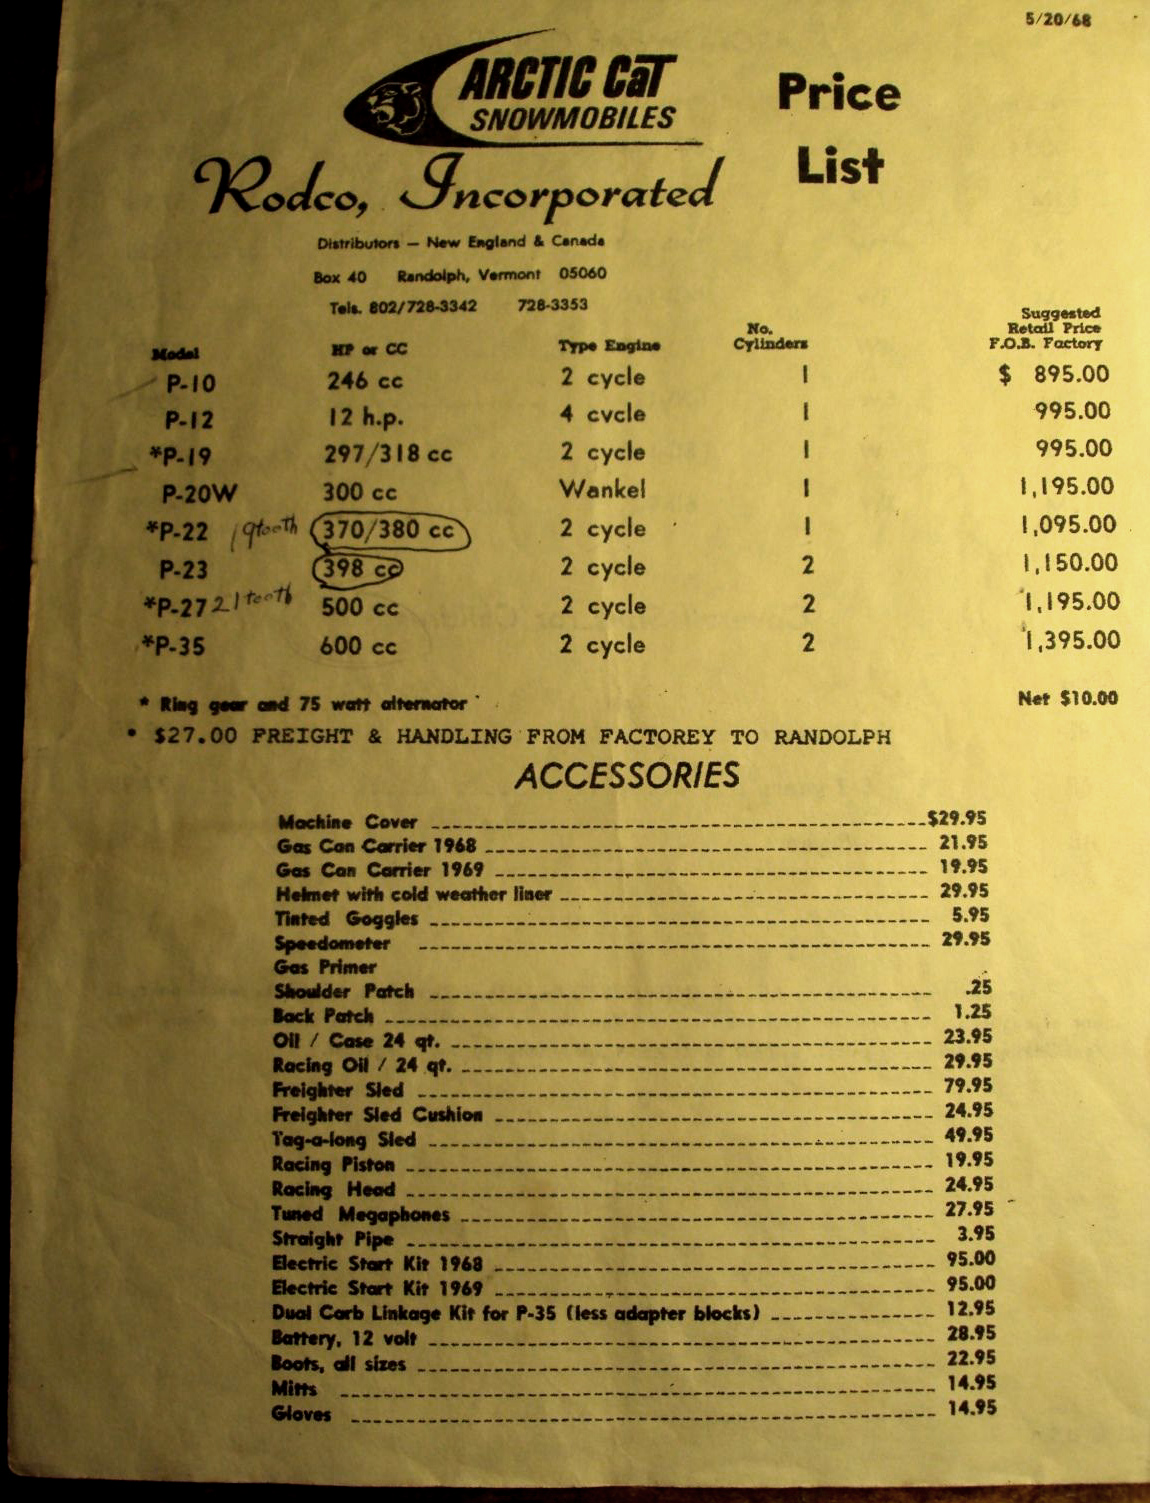 5/20/68
ARCTIC CaT
SNOWMOBILES
Price
List
Rodco, Incorporated
Distributors — New England & Canada
Box 40 Randolph, Vermont 05060
Tels. 802/728-3342 728-3353
Model HP or CC Type Engine No. Cylinders Suggested Retail Price F.O.B. Factory
P-10 246 cc 2 cycle 1 $ 895.00
P-12 12 h.p. 4 cycle 1 995.00
*P-19 297/318 cc 2 cycle 1 995.00
P-20W 300 cc Wankel 1 1,195.00
*P-22 19 tooth 370/380 cc 2 cycle 1 1,095.00
P-23 398 cc 2 cycle 2 1,150.00
*P-27 21 tooth 500 cc 2 cycle 2 1,195.00
*P-35 600 cc 2 cycle 2 1,395.00
* Ring gear and 75 watt alternator Net $10.00
• $27.00 FREIGHT & HANDLING FROM FACTOREY TO RANDOLPH
ACCESSORIES
Machine Cover $29.95
Gas Can Carrier 1968 21.95
Gas Can Carrier 1969 19.95
Helmet with cold weather liner 29.95
Tinted Goggles 5.95
Speedometer 29.95
Gas Primer
Shoulder Patch .25
Back Patch 1.25
Oil / Case 24 qt. 23.95
Racing Oil / 24 qt. 29.95
Freighter Sled 79.95
Freighter Sled Cushion 24.95
Tag-a-long Sled 49.95
Racing Piston 19.95
Racing Head 24.95
Tuned Megaphones 27.95
Straight Pipe 3.95
Electric Start Kit 1968 95.00
Electric Start Kit 1969 95.00
Dual Carb Linkage Kit for P-35 (less adapter blocks) 12.95
Battery, 12 volt 28.95
Boots, all sizes 22.95
Mitts 14.95
Gloves 14.95